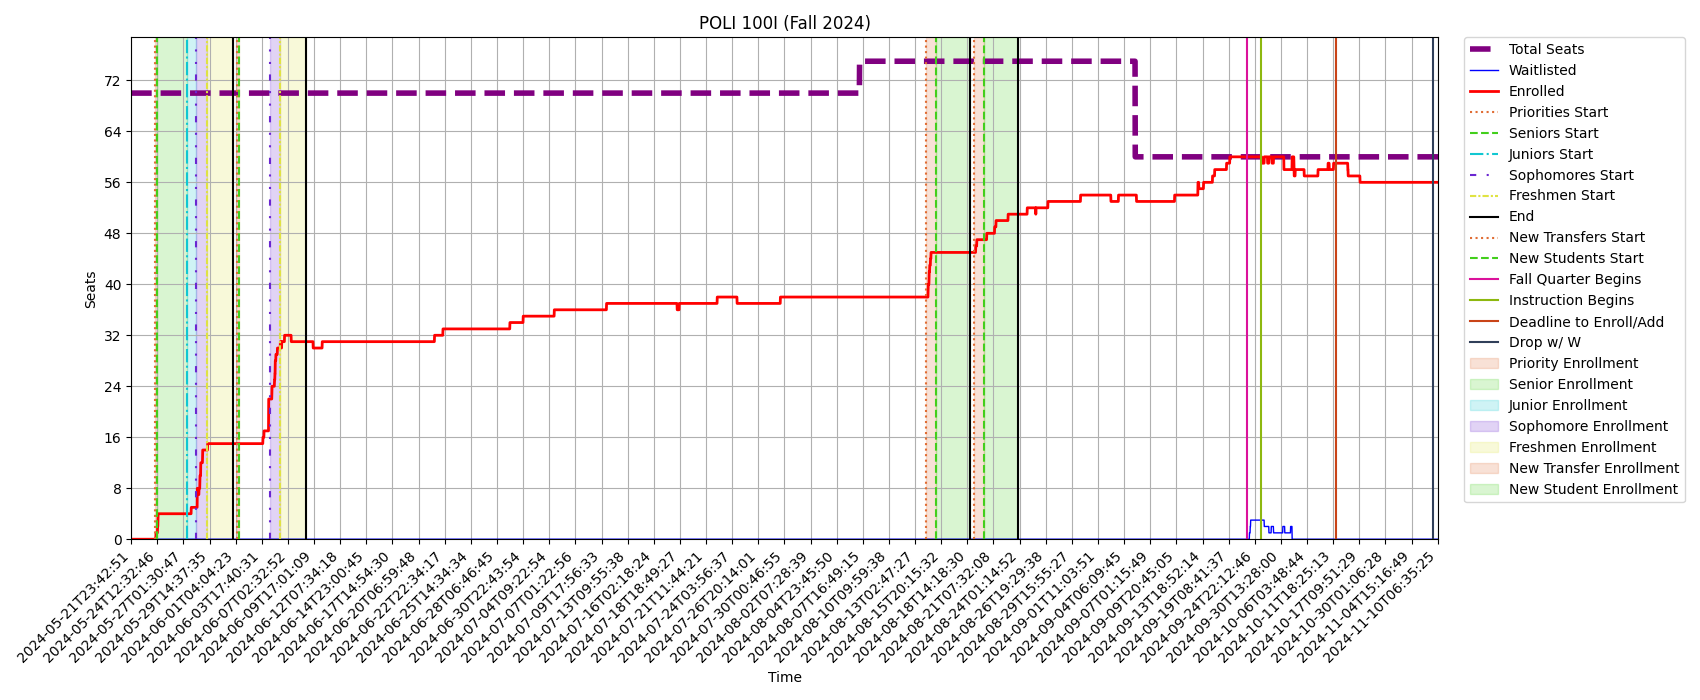 POLI 100I (Fall 2024)
Seats
72
64
56
48
40
32
24
16
8
0
2024-05-21T23:42:51
2024-05-24T12:32:46
2024-05-27T01:30:47
2024-05-29T14:37:35
2024-06-01T04:04:23
2024-06-03T17:40:31
2024-06-07T02:32:52
2024-06-09T17:01:09
2024-06-12T07:34:18
2024-06-14T23:00:45
2024-06-17T14:54:30
2024-06-20T06:59:48
2024-06-22T22:34:17
2024-06-25T14:34:34
2024-06-28T06:46:45
2024-06-30T22:43:54
2024-07-04T09:22:54
2024-07-07T01:22:56
2024-07-09T17:56:33
2024-07-13T09:55:38
2024-07-16T02:18:24
2024-07-18T18:49:27
2024-07-21T11:44:21
2024-07-24T03:56:37
2024-07-26T20:14:01
2024-07-30T00:46:55
2024-08-02T07:28:39
2024-08-04T23:45:50
2024-08-07T16:49:15
2024-08-10T09:59:38
2024-08-13T02:47:27
2024-08-15T20:15:32
2024-08-18T14:18:30
2024-08-21T07:32:08
2024-08-24T01:14:52
2024-08-26T19:29:38
2024-08-29T15:55:27
2024-09-01T11:03:51
2024-09-04T06:09:45
2024-09-07T01:15:49
2024-09-09T20:45:05
2024-09-13T18:52:14
2024-09-19T08:41:37
2024-09-24T22:12:46
2024-09-30T13:28:00
2024-10-06T03:48:44
2024-10-11T18:25:13
2024-10-17T09:51:29
2024-10-30T01:06:28
2024-11-04T15:16:49
2024-11-10T06:35:25
Time
Total Seats
Waitlisted
Enrolled
Priorities Start
Seniors Start
Juniors Start
Sophomores Start
Freshmen Start
End
New Transfers Start
New Students Start
Fall Quarter Begins
Instruction Begins
Deadline to Enroll/Add
Drop w/ W
Priority Enrollment
Senior Enrollment
Junior Enrollment
Sophomore Enrollment
Freshmen Enrollment
New Transfer Enrollment
New Student Enrollment